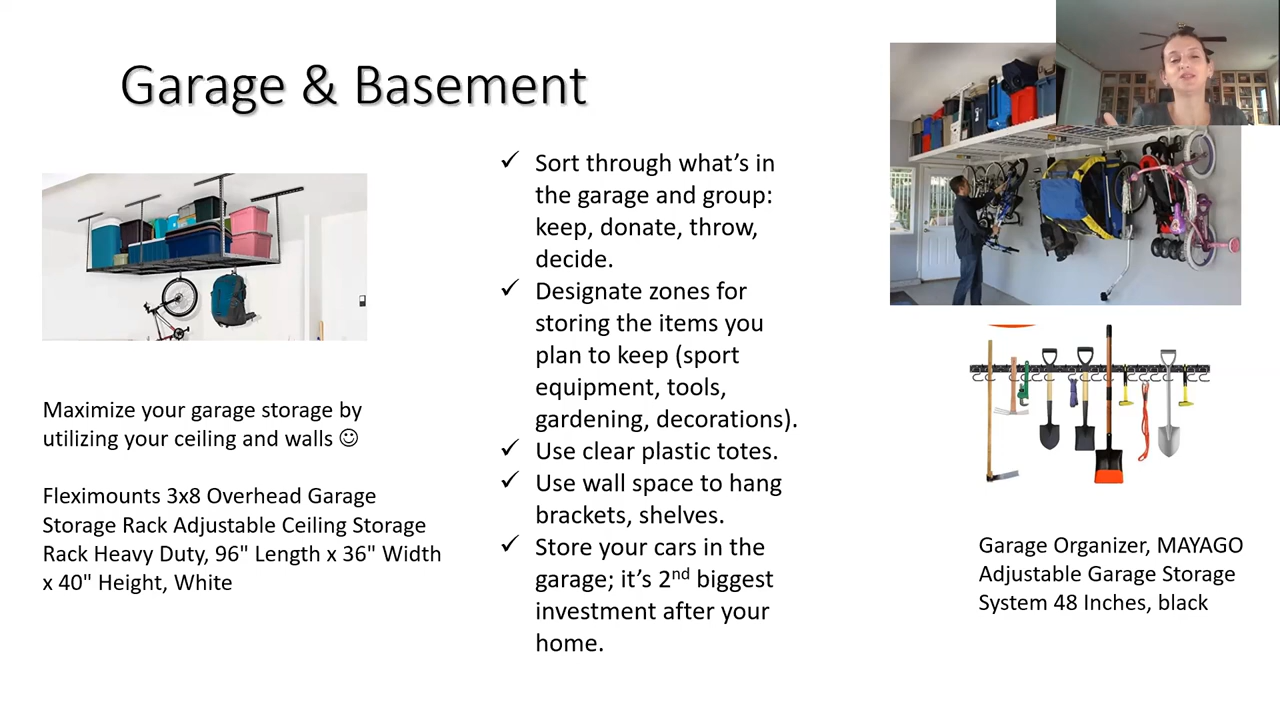 Garage & Basement
Maximize your garage storage by
utilizing your ceiling and walls ☺
Fleximounts 3x8 Overhead Garage
Storage Rack Adjustable Ceiling Storage
Rack Heavy Duty, 96" Length x 36" Width
x 40" Height, White
✓ Sort through what’s in
the garage and group:
keep, donate, throw,
decide.
✓ Designate zones for
storing the items you
plan to keep (sport
equipment, tools,
gardening, decorations).
✓ Use clear plastic totes.
✓ Use wall space to hang
brackets, shelves.
✓ Store your cars in the
garage; it’s 2nd biggest
investment after your
home.
Garage Organizer, MAYAGO
Adjustable Garage Storage
System 48 Inches, black